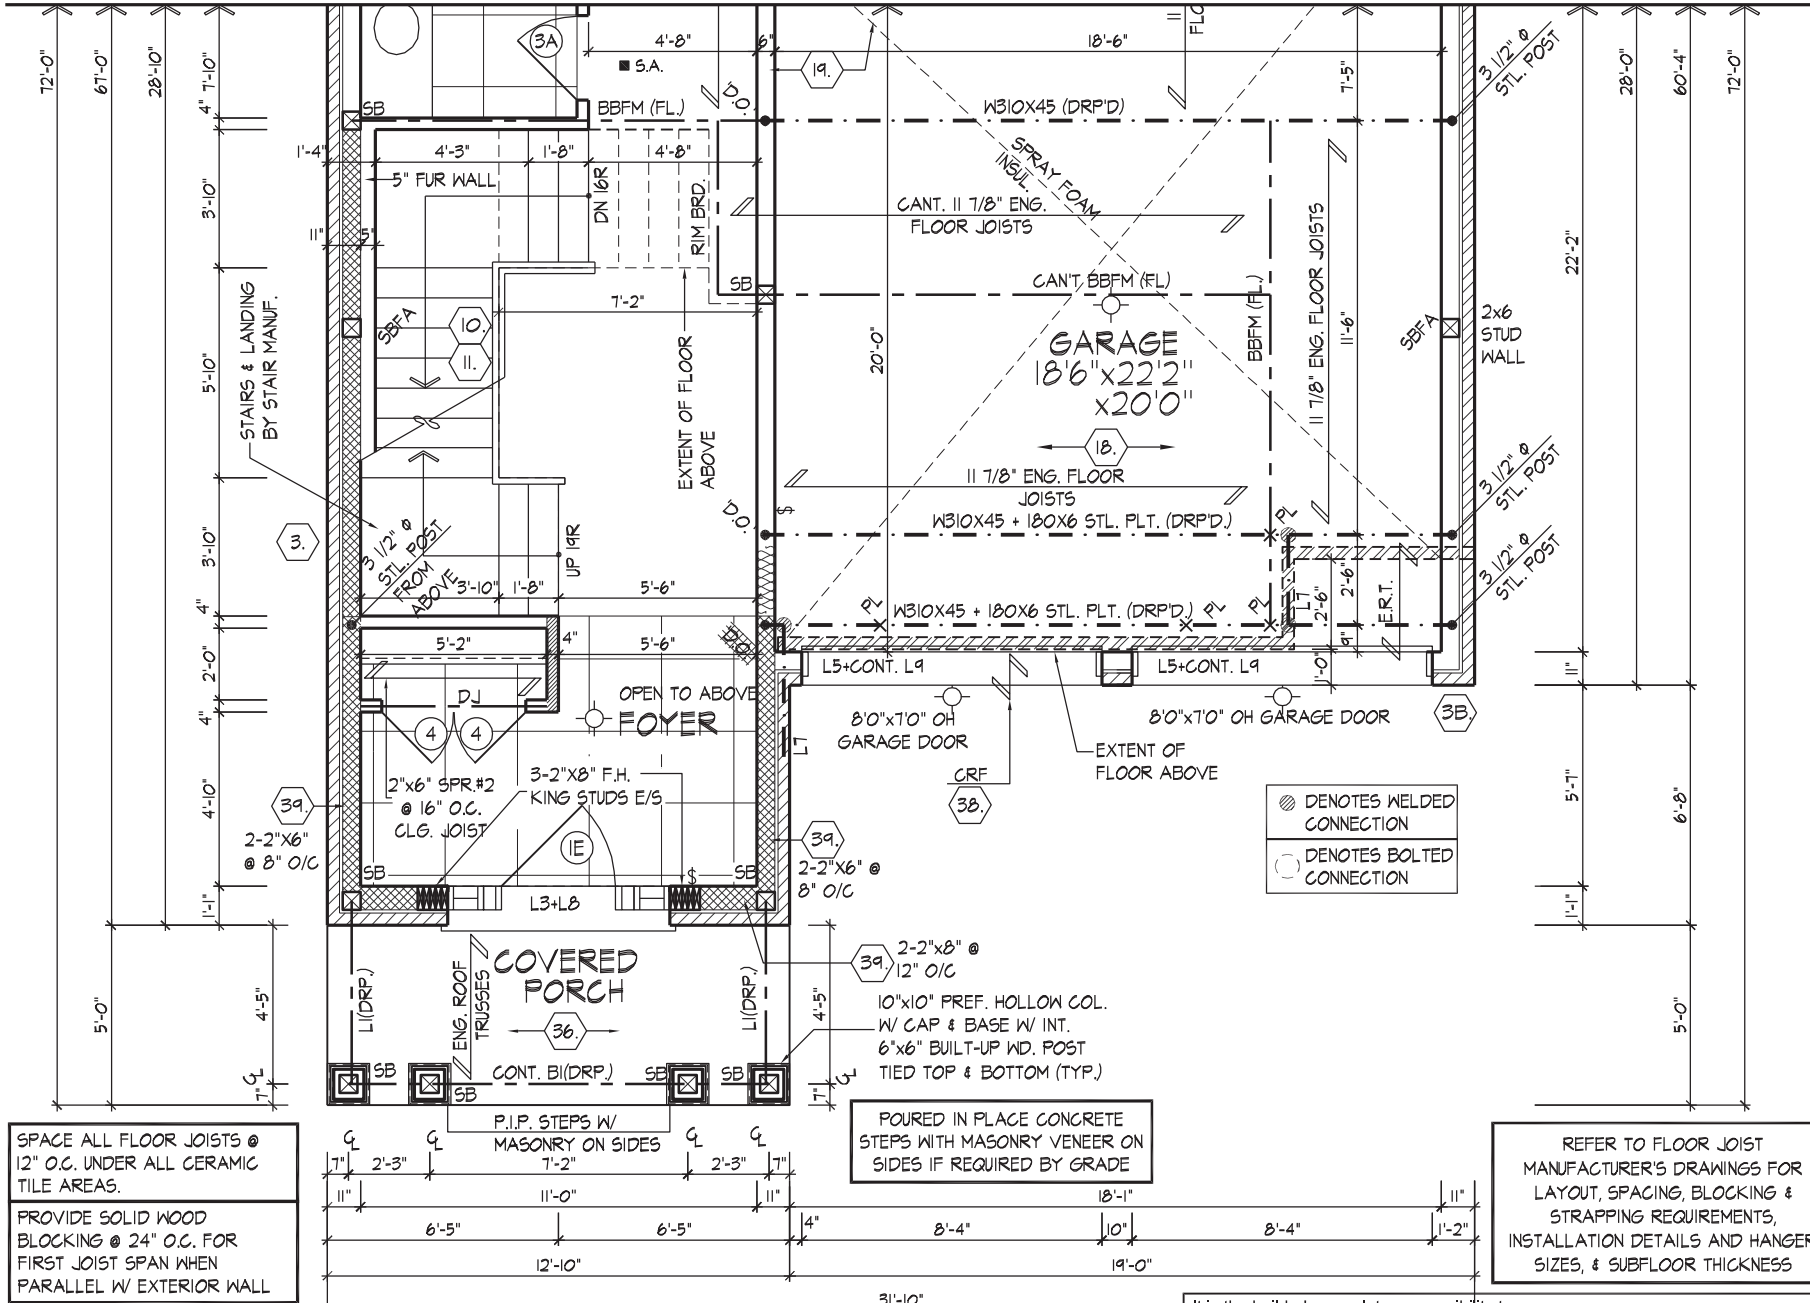 72'-0"
67'-0"
28'-10"
4" 7'-10"
3A
4'-8"
6"
18'-6"
19.
S.A.
7'-5"
3 1/2" Φ
STL. POST
28'-0"
60'-4"
72'-0"
SB
BBFM (FL.)
D.O.
W310X45 (DRP'D)
1'-4"
4'-3"
1'-8"
4'-8"
5" FUR WALL
3'-10"
DN 16R
RIM BRD.
SPRAY FOAM
INSUL.
CANT. 11 7/8" ENG.
FLOOR JOISTS
11"
5"
22'-2"
SB
CAN'T BBFM (FL)
7'-2"
STAIRS & LANDING
BY STAIR MANUF.
SBFA
10.
11.
5'-10"
EXTENT OF FLOOR
ABOVE
20'-0"
GARAGE
18'6"x22'2"
x20'0"
BBFM (FL.)
11 7/8" ENG. FLOOR JOISTS
11'-6"
SBFA
2x6
STUD
WALL
18.
11 7/8" ENG. FLOOR
JOISTS
W310X45 + 180X6 STL. PLT. (DRP'D.)
PL
3 1/2" Φ
STL. POST
D.O.
$
3.
3 1/2" Φ
STL. POST
FROM
ABOVE
3'-10"
UP 19R
3'-10"
1'-8"
5'-6"
4"
W310X45 + 180X6 STL. PLT. (DRP'D.)
PL
PL
PL
L7
2'-6"
2'-6"
9"
E.R.T.
3 1/2" Φ
STL. POST
5'-2"
4"
5'-6"
D.O.
2'-0"
4"
L5+CONT. L9
L5+CONT. L9
1'-0"
11"
DJ
4
4
OPEN TO ABOVE
FOYER
L7
8'0"x7'0" OH
GARAGE DOOR
8'0"x7'0" OH GARAGE DOOR
3B.
EXTENT OF
FLOOR ABOVE
CRF
38.
4'-10"
39.
2-2"X6"
@ 8" O/C
2"x6" SPR.#2
@ 16" O.C.
CLG. JOIST
3-2"X8" F.H.
KING STUDS E/S
1E
39.
2-2"X6" @
8" O/C
DENOTES WELDED
CONNECTION
DENOTES BOLTED
CONNECTION
5'-7"
6'-8"
SB
SB
$
L3+L8
1'-1"
1'-1"
COVERED
PORCH
36.
L1(DRP.)
ENG. ROOF
TRUSSES
L1(DRP.)
39.
2-2"x8" @
12" O/C
10"x10" PREF. HOLLOW COL.
W/ CAP & BASE W/ INT.
6"x6" BUILT-UP WD. POST
TIED TOP & BOTTOM (TYP.)
5'-0"
4'-5"
4'-5"
5'-0"
SB
SB
CONT. B1(DRP.)
SB
SB
7"
7"
P.I.P. STEPS W/
MASONRY ON SIDES
POURED IN PLACE CONCRETE
STEPS WITH MASONRY VENEER ON
SIDES IF REQUIRED BY GRADE
SPACE ALL FLOOR JOISTS @
12" O.C. UNDER ALL CERAMIC
TILE AREAS.
PROVIDE SOLID WOOD
BLOCKING @ 24" O.C. FOR
FIRST JOIST SPAN WHEN
PARALLEL W/ EXTERIOR WALL
REFER TO FLOOR JOIST
MANUFACTURER'S DRAWINGS FOR
LAYOUT, SPACING, BLOCKING &
STRAPPING REQUIREMENTS,
INSTALLATION DETAILS AND HANGER
SIZES, & SUBFLOOR THICKNESS
7"
2'-3"
7'-2"
2'-3"
7"
11"
11'-0"
11"
18'-1"
11"
6'-5"
6'-5"
4"
8'-4"
10"
8'-4"
1'-2"
12'-10"
19'-0"
31'-10"